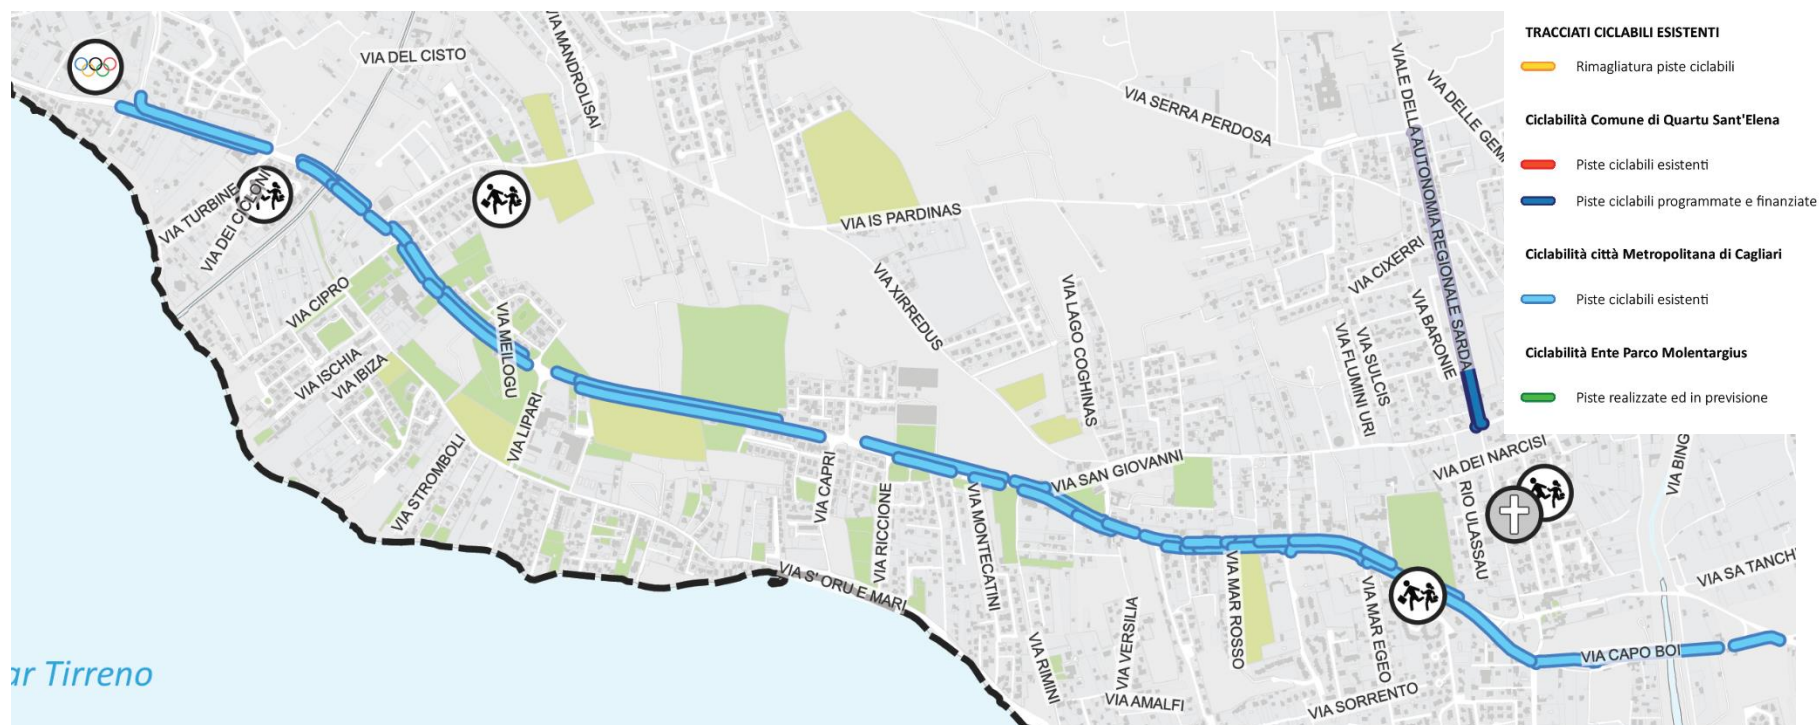 TRACCIATI CICLABILI ESISTENTI
Rimagliatura piste ciclabili
Ciclabilità Comune di Quartu Sant'Elena
Piste ciclabili esistenti
Piste ciclabili programmate e finanziate
Ciclabilità città Metropolitana di Cagliari
Piste ciclabili esistenti
Ciclabilità Ente Parco Molentargius
Piste realizzate ed in previsione
VIA DEL CISTO
VIA MANDROLISAI
VIA SERRA PERDOSA
VIALE DELLA AUTONOMIA REGIONALE SARDA
VIA DELLE GEMM
VIA TURBINE
VIA DEI CICLONI
VIA IS PARDINAS
VIA CIXERRI
VIA XIRREDUS
VIA LAGO COGHINAS
VIA BARONIE
VIA SULCIS
VIA FLUMINI URI
VIA CIPRO
VIA MEILOGU
VIA ISCHIA
VIA IBIZA
VIA LIPARI
VIA STROMBOLI
VIA CAPRI
VIA RICCIONE
VIA SAN GIOVANNI
VIA DEI NARCISI
VIA BING
RIO ULASSAU
VIA MONTECATINI
VIA S' ORU E MARI
VIA MAR ROSSO
VIA MAR EGEO
VIA SA TANCH
VIA VERSILIA
VIA RIMINI
VIA CAPO BOI
VIA AMALFI
VIA SORRENTO
ar Tirreno